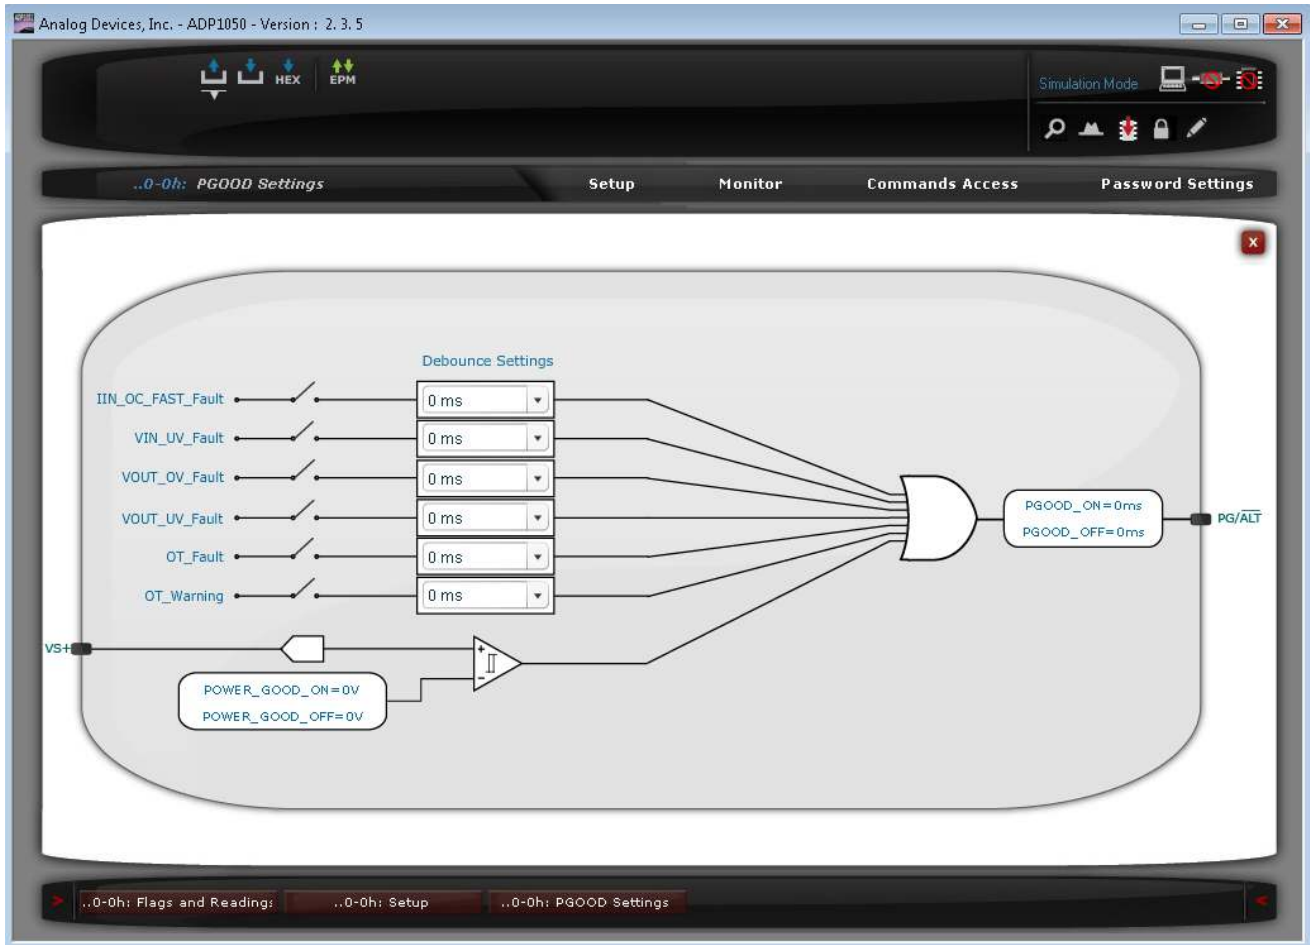 Analog Devices, Inc. - ADP1050 - Version : 2. 3. 5
HEX
EPM
Simulation Mode
..0-0h: PGOOD Settings
Setup
Monitor
Commands Access
Password Settings
x
Debounce Settings
IIN_OC_FAST_Fault
0 ms
VIN_UV_Fault
0 ms
VOUT_OV_Fault
0 ms
VOUT_UV_Fault
0 ms
OT_Fault
0 ms
OT_Warning
0 ms
PGOOD_ON=0ms
PGOOD_OFF=0ms
PG/ALT
VS+
+
-
POWER_GOOD_ON=0V
POWER_GOOD_OFF=0V
..0-0h: Flags and Readings
..0-0h: Setup
..0-0h: PGOOD Settings